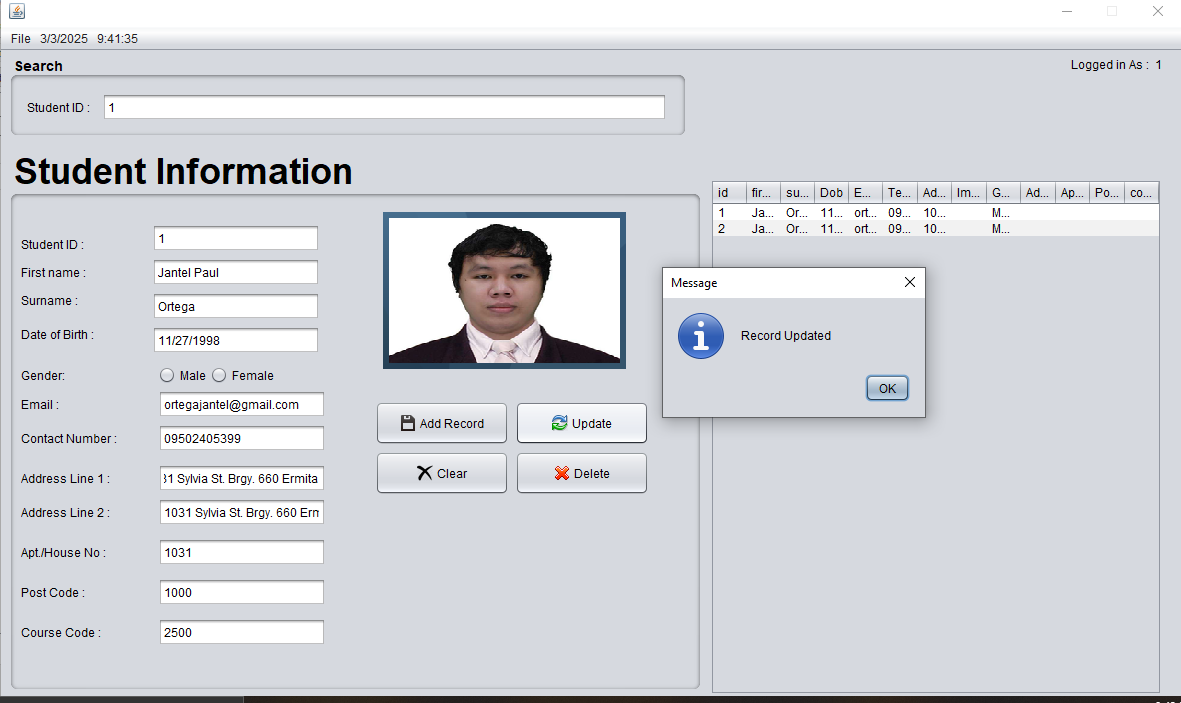 File 3/3/2025 9:41:35
Search
Logged in As : 1
Student ID : 1
Student Information
id fir... su... Dob E... Te... Ad... Im... G... Ad... Ap... Po... co...
1 Ja... Or... 11... ort... 09... 10... M...
2 Ja... Or... 11... ort... 09... 10... M...
Student ID : 1
First name : Jantel Paul
Surname : Ortega
Date of Birth : 11/27/1998
Gender: Male Female
Email : ortegajantel@gmail.com
Contact Number : 09502405399
Address Line 1 : 31 Sylvia St. Brgy. 660 Ermita
Address Line 2 : 1031 Sylvia St. Brgy. 660 Erm
Apt./House No : 1031
Post Code : 1000
Course Code : 2500
Add Record Update
Clear Delete
Message
Record Updated
OK